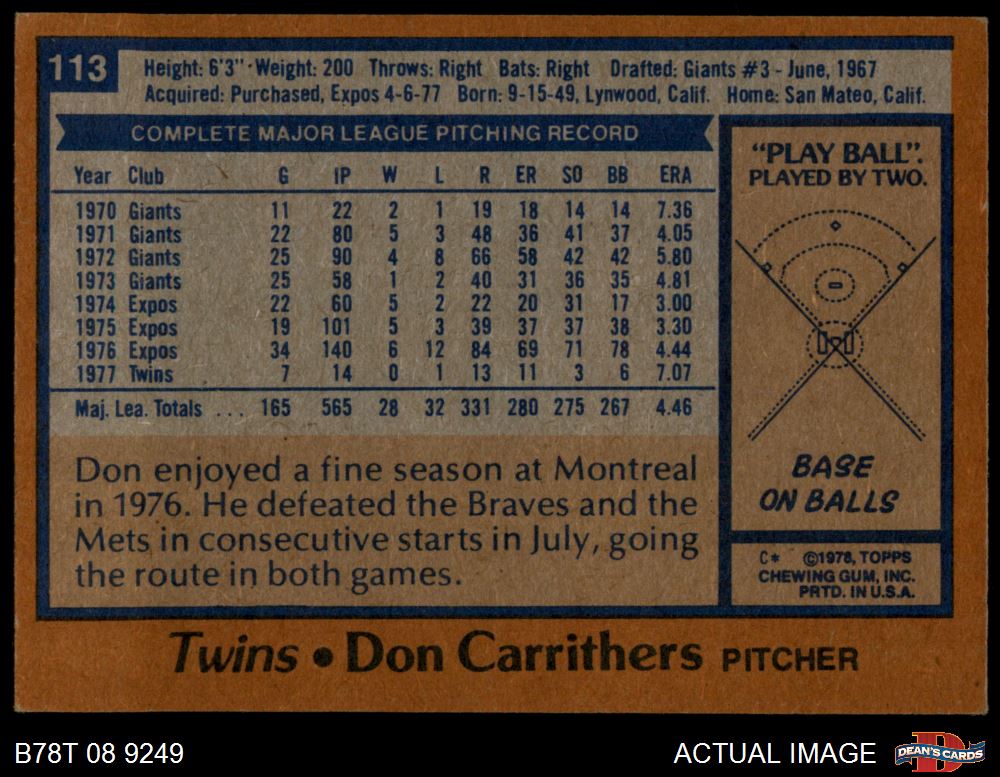 113
Height: 6'3" · Weight: 200 Throws: Right Bats: Right Drafted: Giants #3 - June, 1967
Acquired: Purchased, Expos 4-6-77 Born: 9-15-49, Lynwood, Calif. Home: San Mateo, Calif.
COMPLETE MAJOR LEAGUE PITCHING RECORD
Year Club G IP W L R ER SO BB ERA
1970 Giants 11 22 2 1 19 18 14 14 7.36
1971 Giants 22 80 5 3 48 36 41 37 4.05
1972 Giants 25 90 4 8 66 58 42 42 5.80
1973 Giants 25 58 1 2 40 31 36 35 4.81
1974 Expos 22 60 5 2 22 20 31 17 3.00
1975 Expos 19 101 5 3 39 37 37 38 3.30
1976 Expos 34 140 6 12 84 69 71 78 4.44
1977 Twins 7 14 0 1 13 11 3 6 7.07
Maj. Lea. Totals ... 165 565 28 32 331 280 275 267 4.46
Don enjoyed a fine season at Montreal
in 1976. He defeated the Braves and the
Mets in consecutive starts in July, going
the route in both games.
"PLAY BALL".
PLAYED BY TWO.
BASE
ON BALLS
C* ©1978, TOPPS
CHEWING GUM, INC.
PRTD. IN U.S.A.
Twins • Don Carrithers PITCHER
B78T 08 9249
ACTUAL IMAGE
D
DEAN'S CARDS